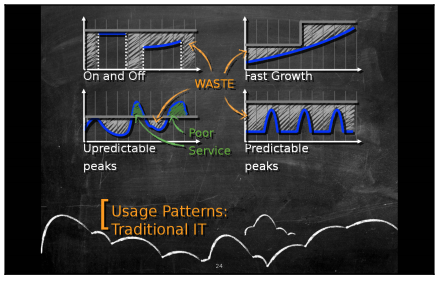 On and Off
Fast Growth
WASTE
Poor
Service
Upredictable
peaks
Predictable
peaks
Usage Patterns:
Traditional IT
24